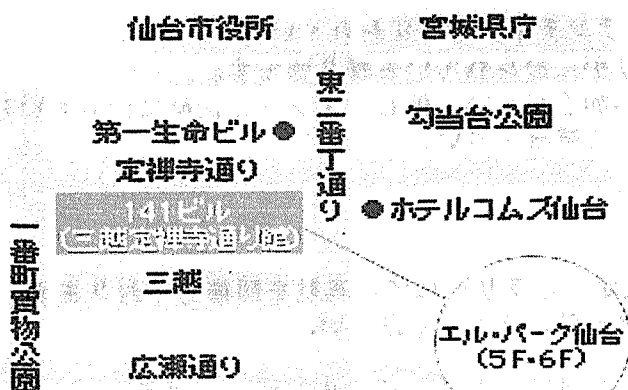 仙台市役所
宮城県庁
東二番丁通り
勾当台公園
第一生命ビル
定禅寺通り
141ビル
(三越定禅寺通り館)
ホテルコムズ仙台
一番町買物公園
三越
エル・パーク仙台
(5F・6F)
広瀬通り